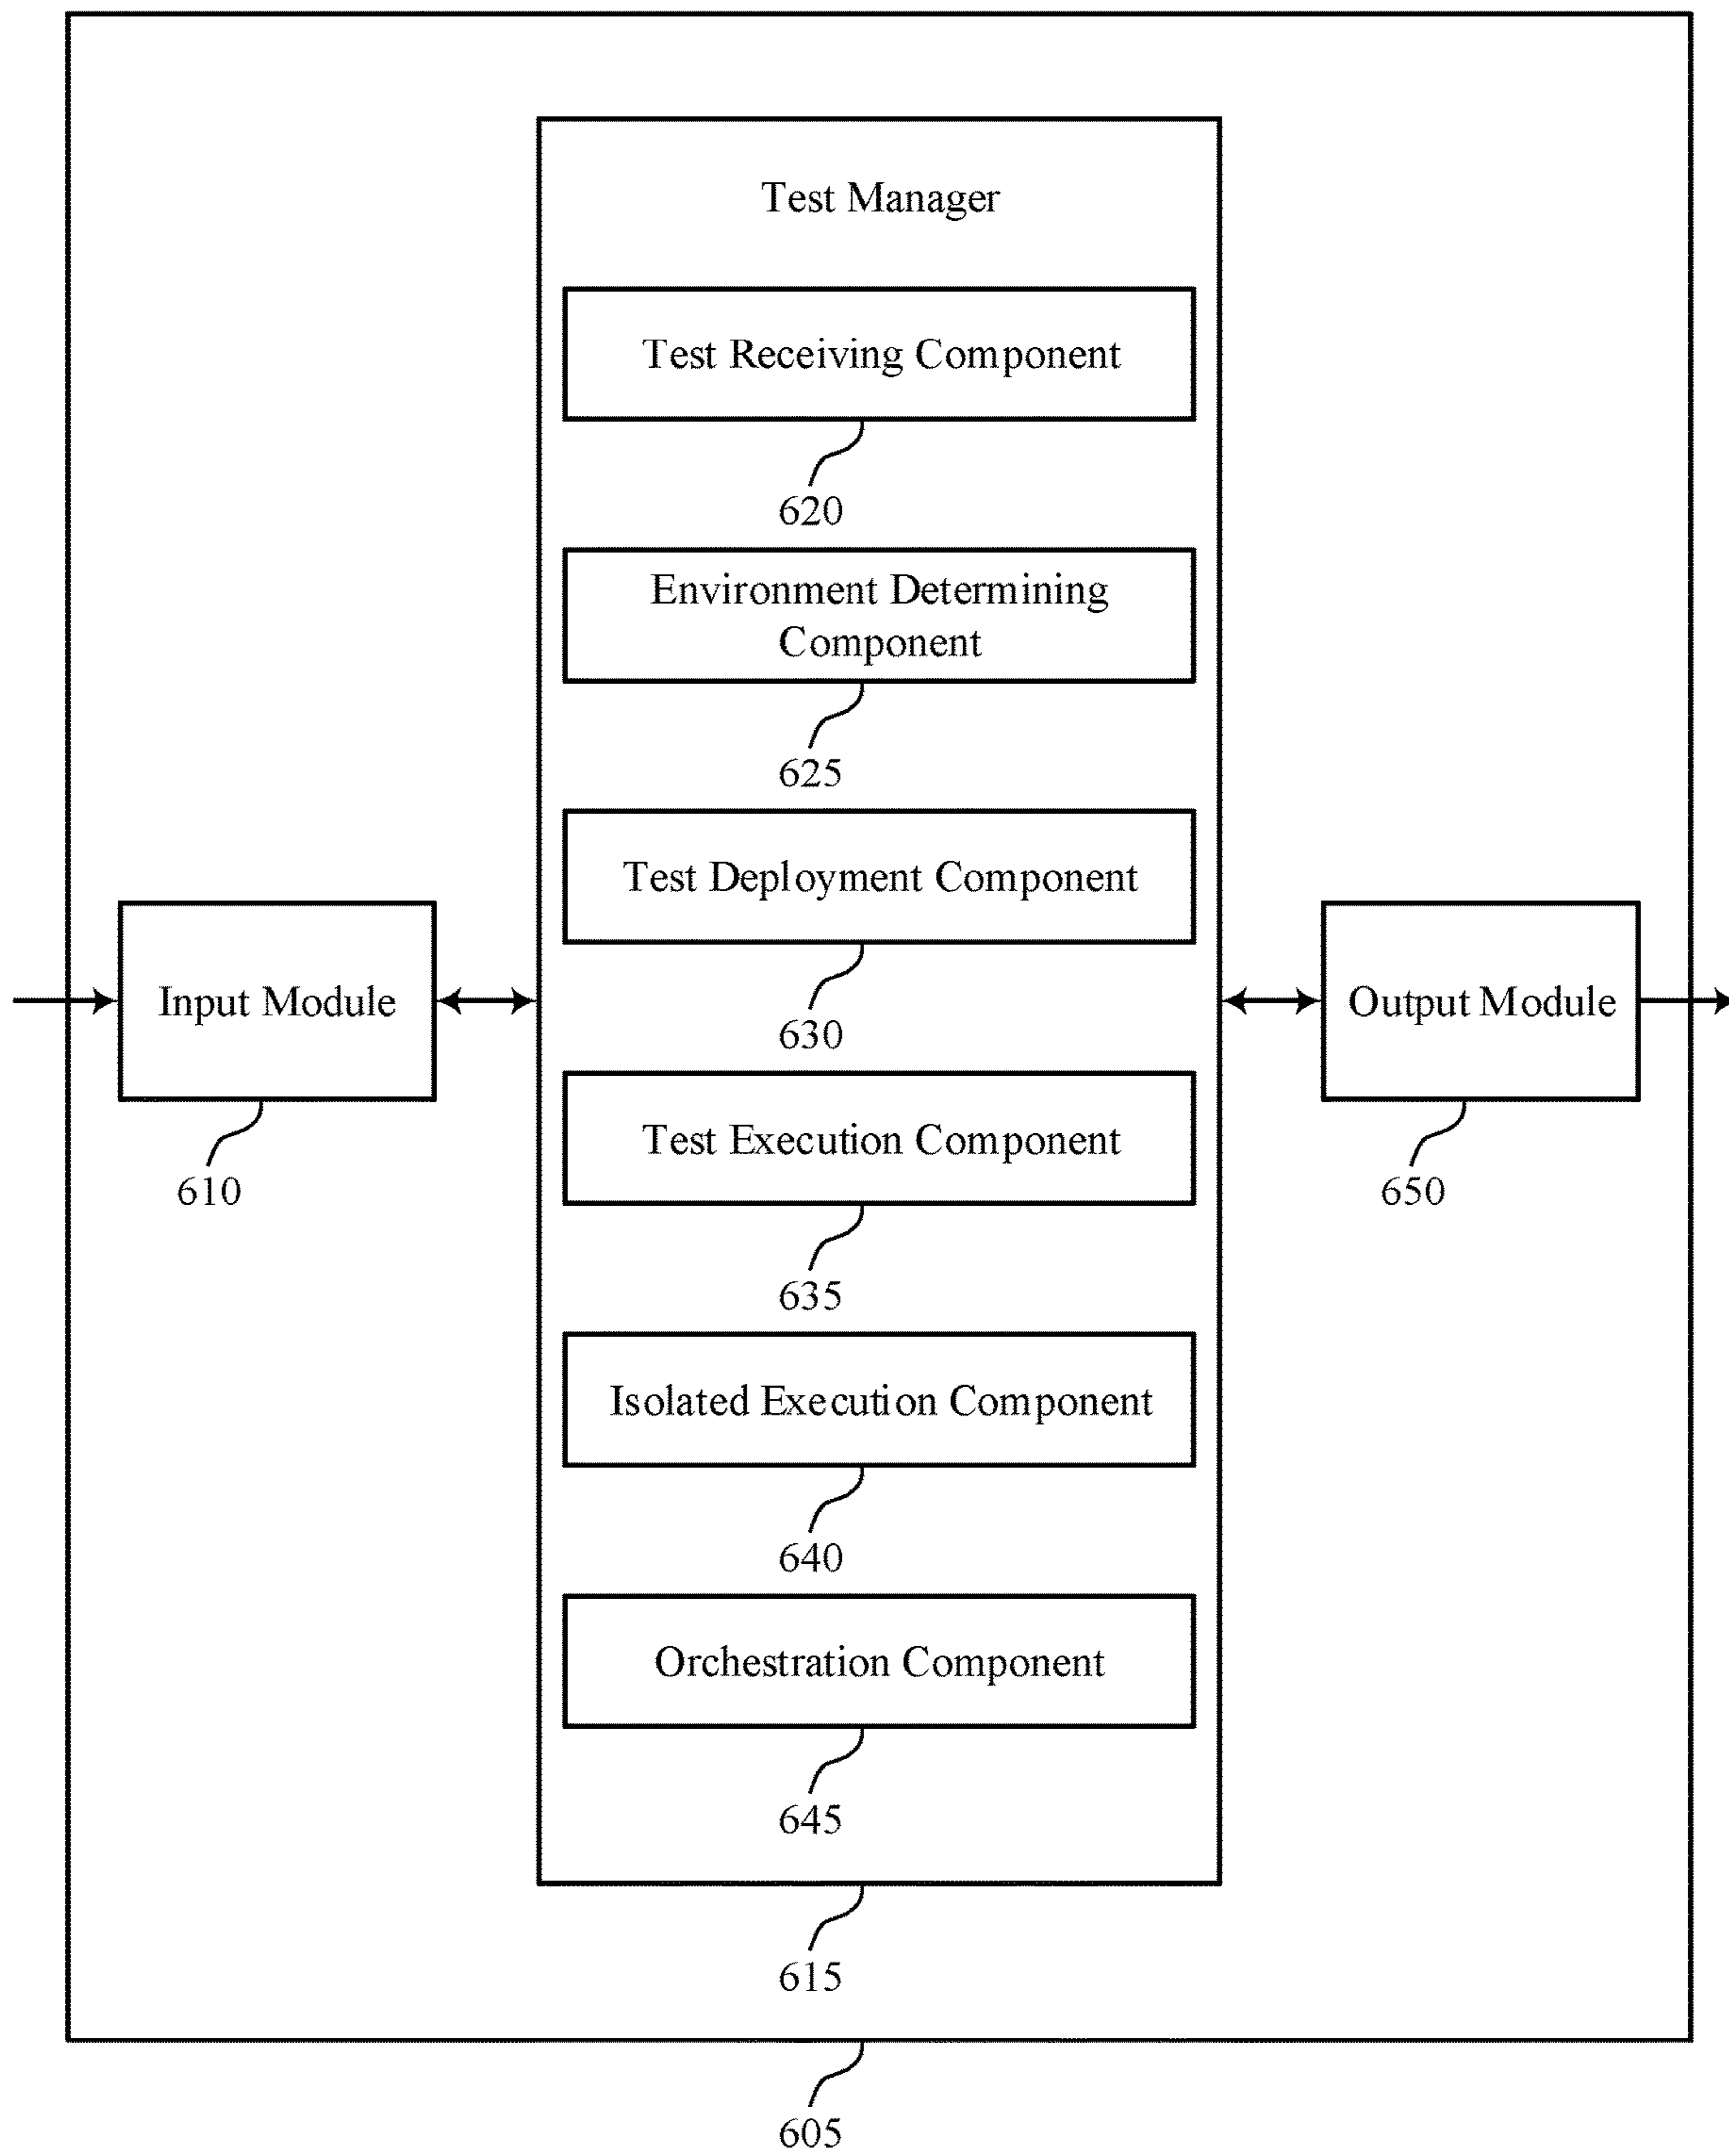 Test Manager
Test Receiving Component
620
Environment Determining
Component
625
Test Deployment Component
630
Input Module
610
Output Module
650
Test Execution Component
635
Isolated Execution Component
640
Orchestration Component
645
615
605